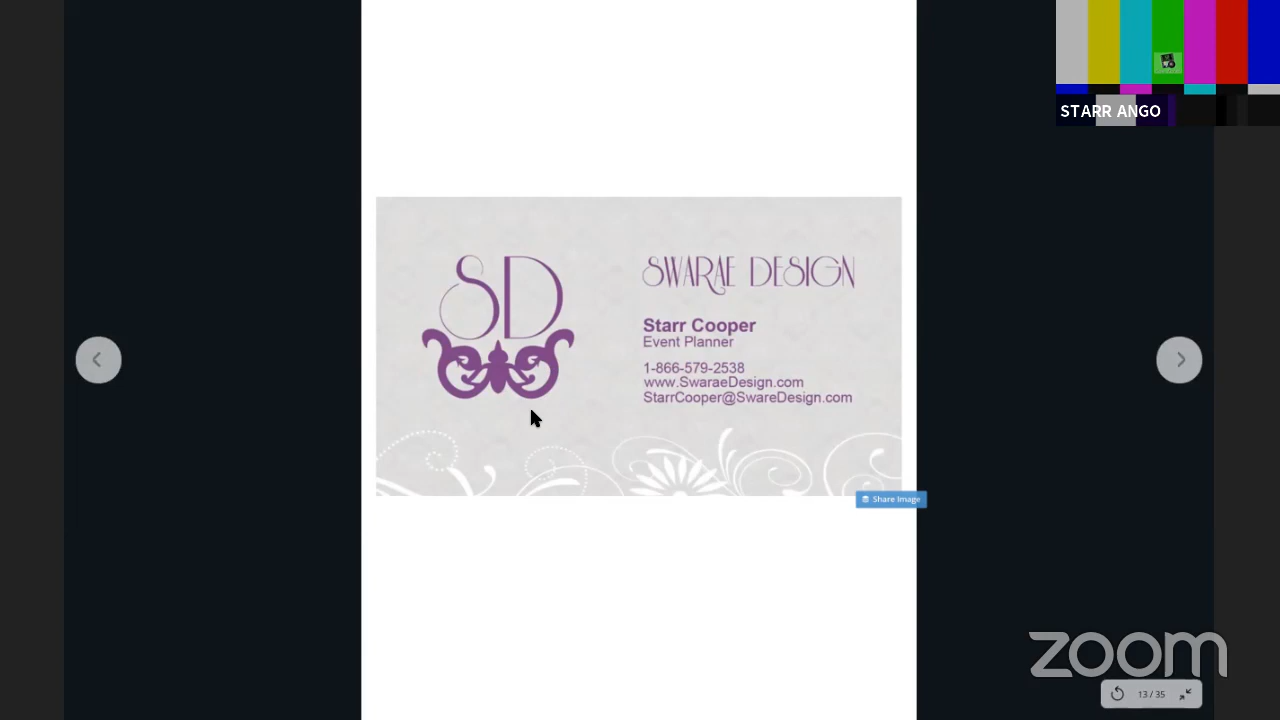 STARR ANGO
SD
SWARAE DESIGN
Starr Cooper
Event Planner
1-866-579-2538
www.SwaraeDesign.com
StarrCooper@SwareDesign.com
Share Image
zoom
13 / 35